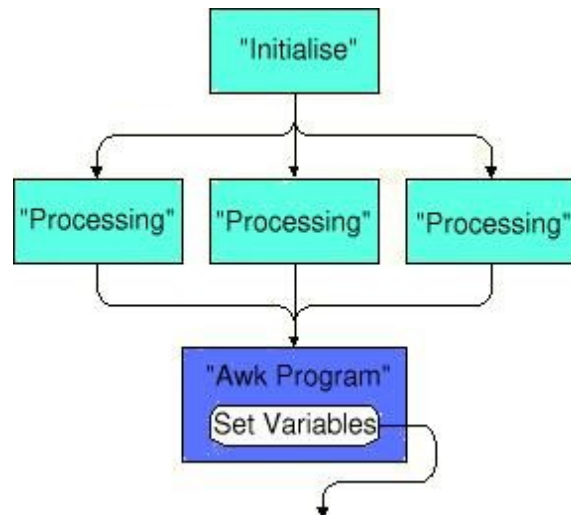 "Initialise"
"Processing"
"Processing"
"Processing"
"Awk Program"
Set Variables